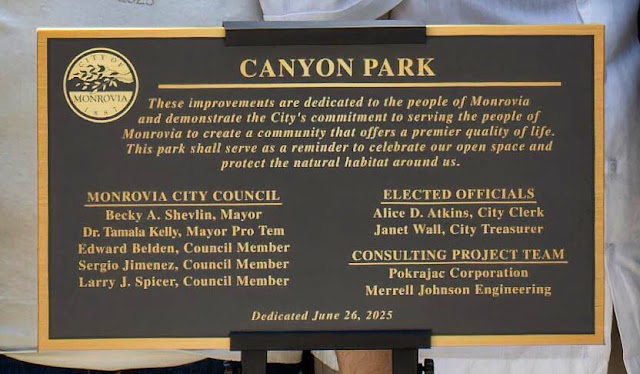 CITY OF
MONROVIA
1887
CANYON PARK
These improvements are dedicated to the people of Monrovia
and demonstrate the City's commitment to serving the people of
Monrovia to create a community that offers a premier quality of life.
This park shall serve as a reminder to celebrate our open space and
protect the natural habitat around us.
MONROVIA CITY COUNCIL
Becky A. Shevlin, Mayor
Dr. Tamala Kelly, Mayor Pro Tem
Edward Belden, Council Member
Sergio Jimenez, Council Member
Larry J. Spicer, Council Member
ELECTED OFFICIALS
Alice D. Atkins, City Clerk
Janet Wall, City Treasurer
CONSULTING PROJECT TEAM
Pokrajac Corporation
Merrell Johnson Engineering
Dedicated June 26, 2025